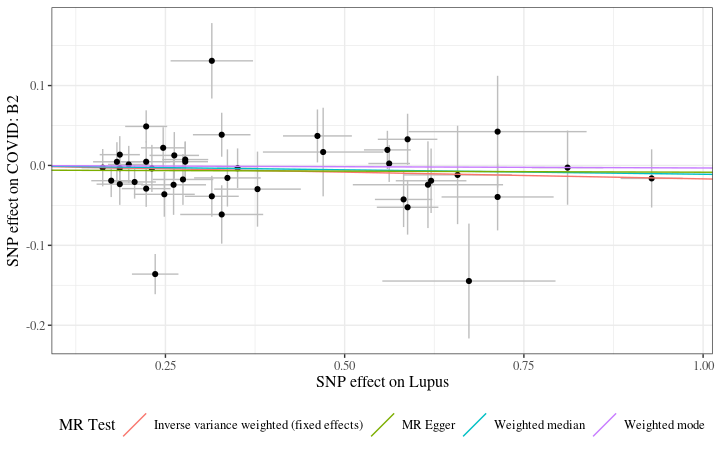 0.1
0.0
-0.1
-0.2
SNP effect on COVID: B2
0.25
0.50
0.75
1.00
SNP effect on Lupus
MR Test
Inverse variance weighted (fixed effects)
MR Egger
Weighted median
Weighted mode